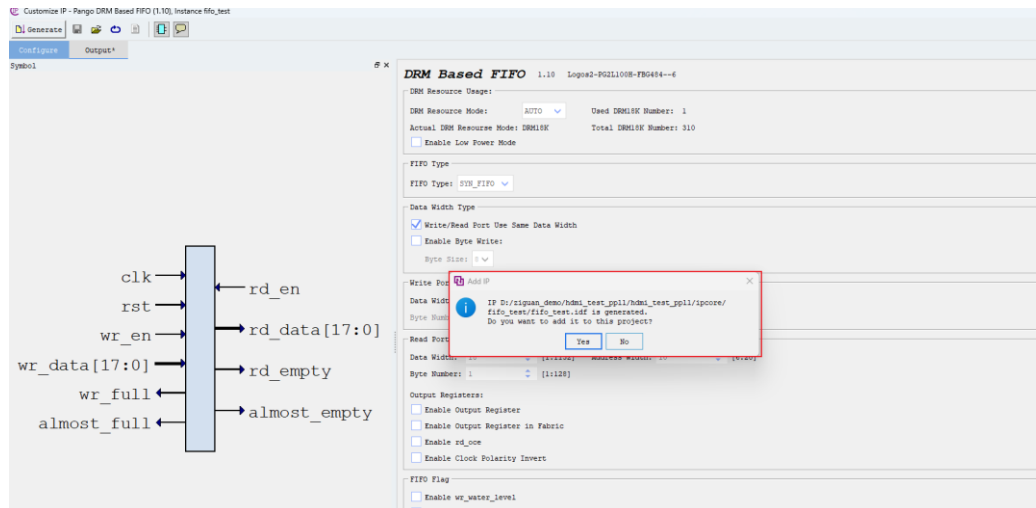 Customize IP - Pango DRM Based FIFO (1.10), Instance fifo_test
Generate
Configure Output*
Symbol
clk
rst
wr_en
wr_data[17:0]
wr_full
almost_full
rd_en
rd_data[17:0]
rd_empty
almost_empty
DRM Based FIFO 1.10 Logos2-PG2L100H-FBG484--6
DRM Resource Usage:
DRM Resource Mode: AUTO Used DRM18K Number: 1
Actual DRM Resourse Mode: DRM18K Total DRM18K Number: 310
Enable Low Power Mode
FIFO Type
FIFO Type: SYN_FIFO
Data Width Type
Write/Read Port Use Same Data Width
Enable Byte Write:
Byte Size: 8
Write Por
Data Widt
Byte Numb
Add IP
IP D:/ziguan_demo/hdmi_test_ppll/hdmi_test_ppll/ipcore/
fifo_test/fifo_test.idf is generated.
Do you want to add it to this project?
Yes No
Read Port
Data Width:
Byte Number: 1 [1:128]
Output Registers:
Enable Output Register
Enable Output Register in Fabric
Enable rd_oce
Enable Clock Polarity Invert
FIFO Flag
Enable wr_water_level